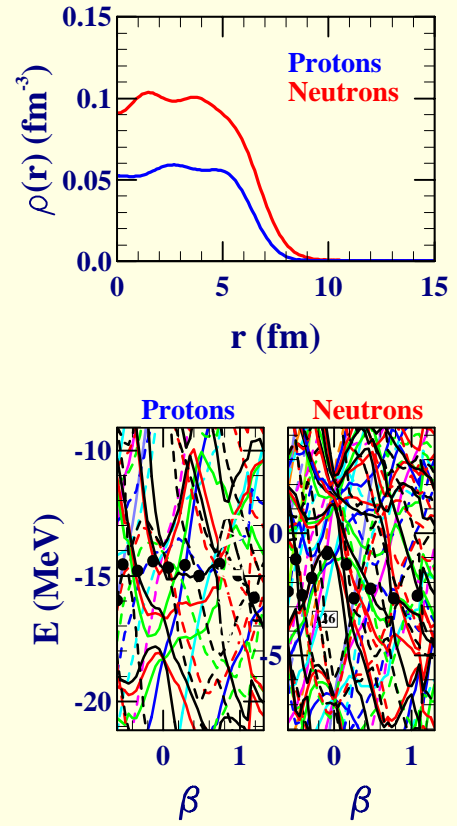 0.15
0.1
0.05
0.0
ρ(r) (fm⁻³)
Protons
Neutrons
0 5 10 15
r (fm)
Protons Neutrons
-10
-15
-20
E (MeV)
0
-5
0 1
0 1
β β